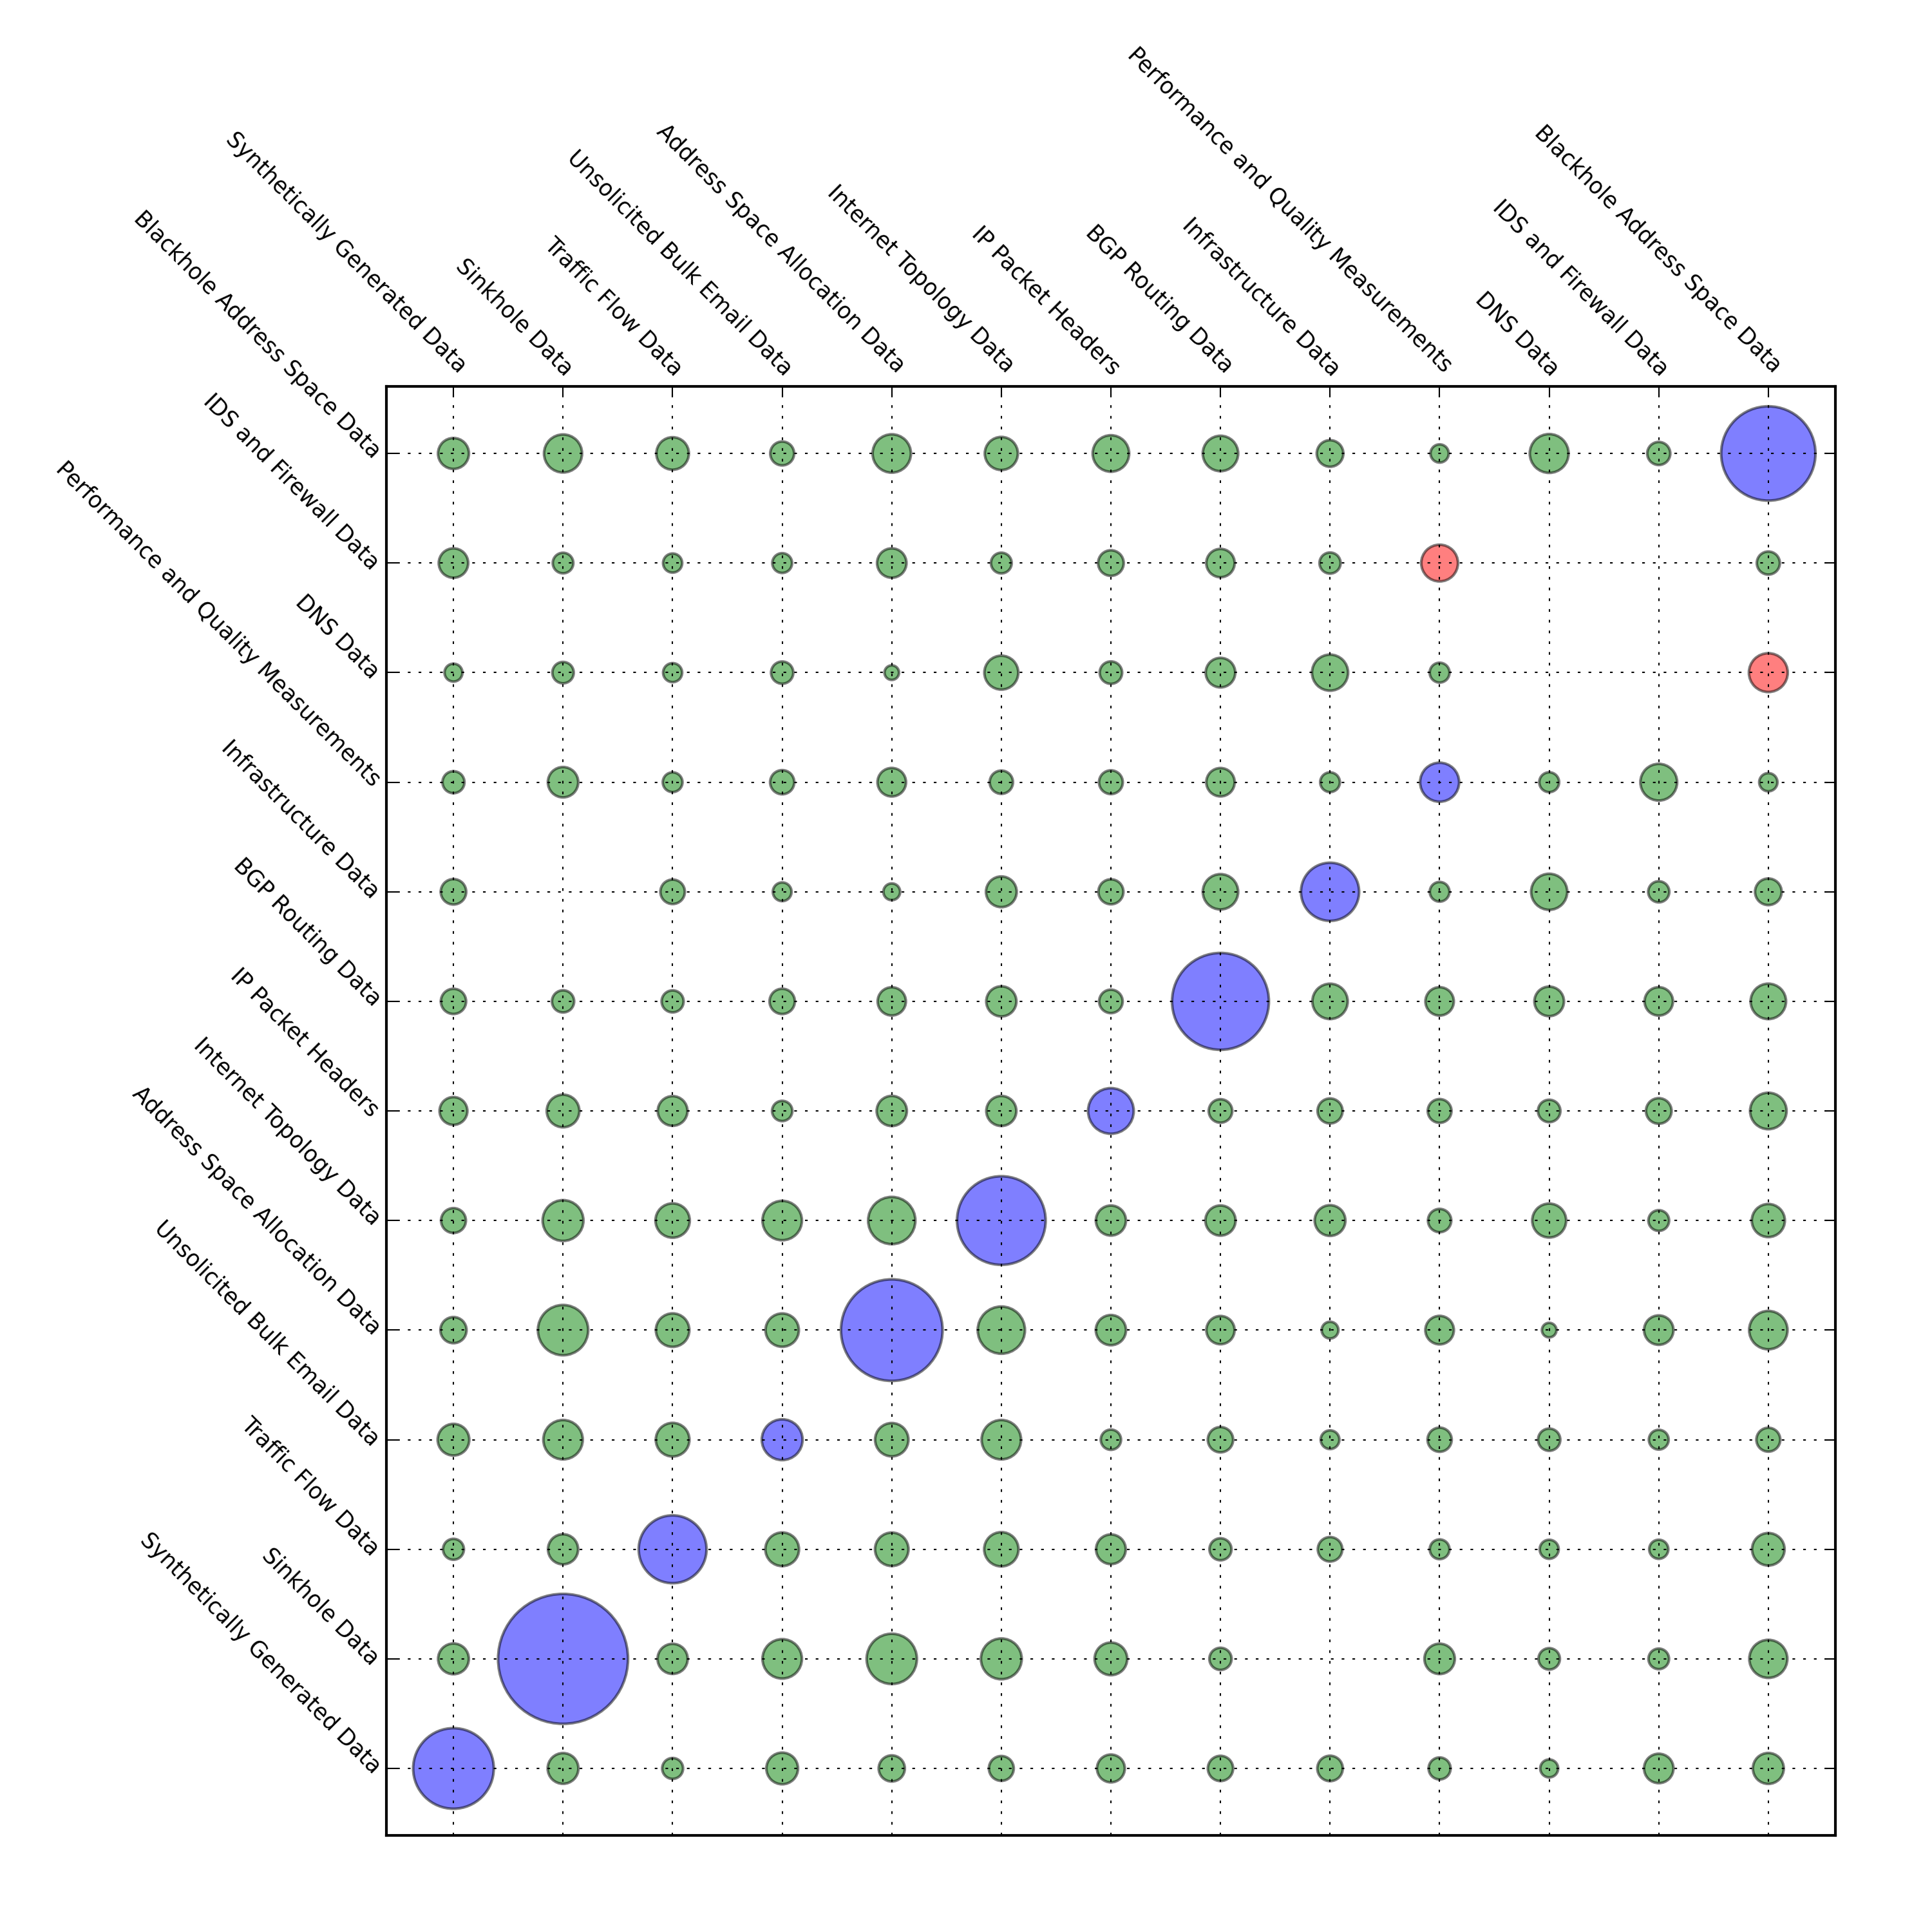 Synthetically Generated Data
Sinkhole Data
Traffic Flow Data
Unsolicited Bulk Email Data
Address Space Allocation Data
Internet Topology Data
IP Packet Headers
BGP Routing Data
Infrastructure Data
Performance and Quality Measurements
DNS Data
IDS and Firewall Data
Blackhole Address Space Data
Blackhole Address Space Data
IDS and Firewall Data
DNS Data
Performance and Quality Measurements
Infrastructure Data
BGP Routing Data
IP Packet Headers
Internet Topology Data
Address Space Allocation Data
Unsolicited Bulk Email Data
Traffic Flow Data
Sinkhole Data
Synthetically Generated Data